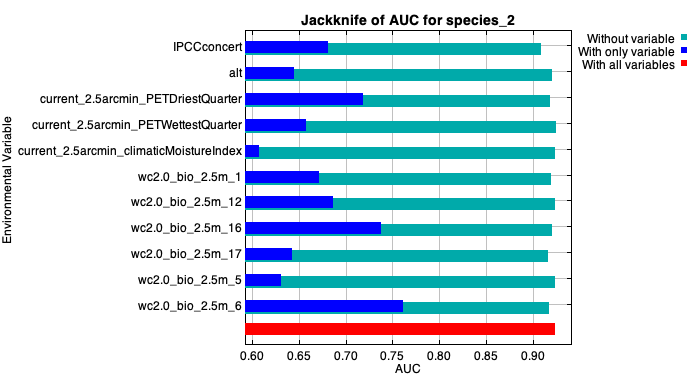 Jackknife of AUC for species_2
Without variable
With only variable
With all variables
Environmental Variable
IPCCconcert
alt
current_2.5arcmin_PETDriestQuarter
current_2.5arcmin_PETWettestQuarter
current_2.5arcmin_climaticMoistureIndex
wc2.0_bio_2.5m_1
wc2.0_bio_2.5m_12
wc2.0_bio_2.5m_16
wc2.0_bio_2.5m_17
wc2.0_bio_2.5m_5
wc2.0_bio_2.5m_6
0.60 0.65 0.70 0.75 0.80 0.85 0.90
AUC